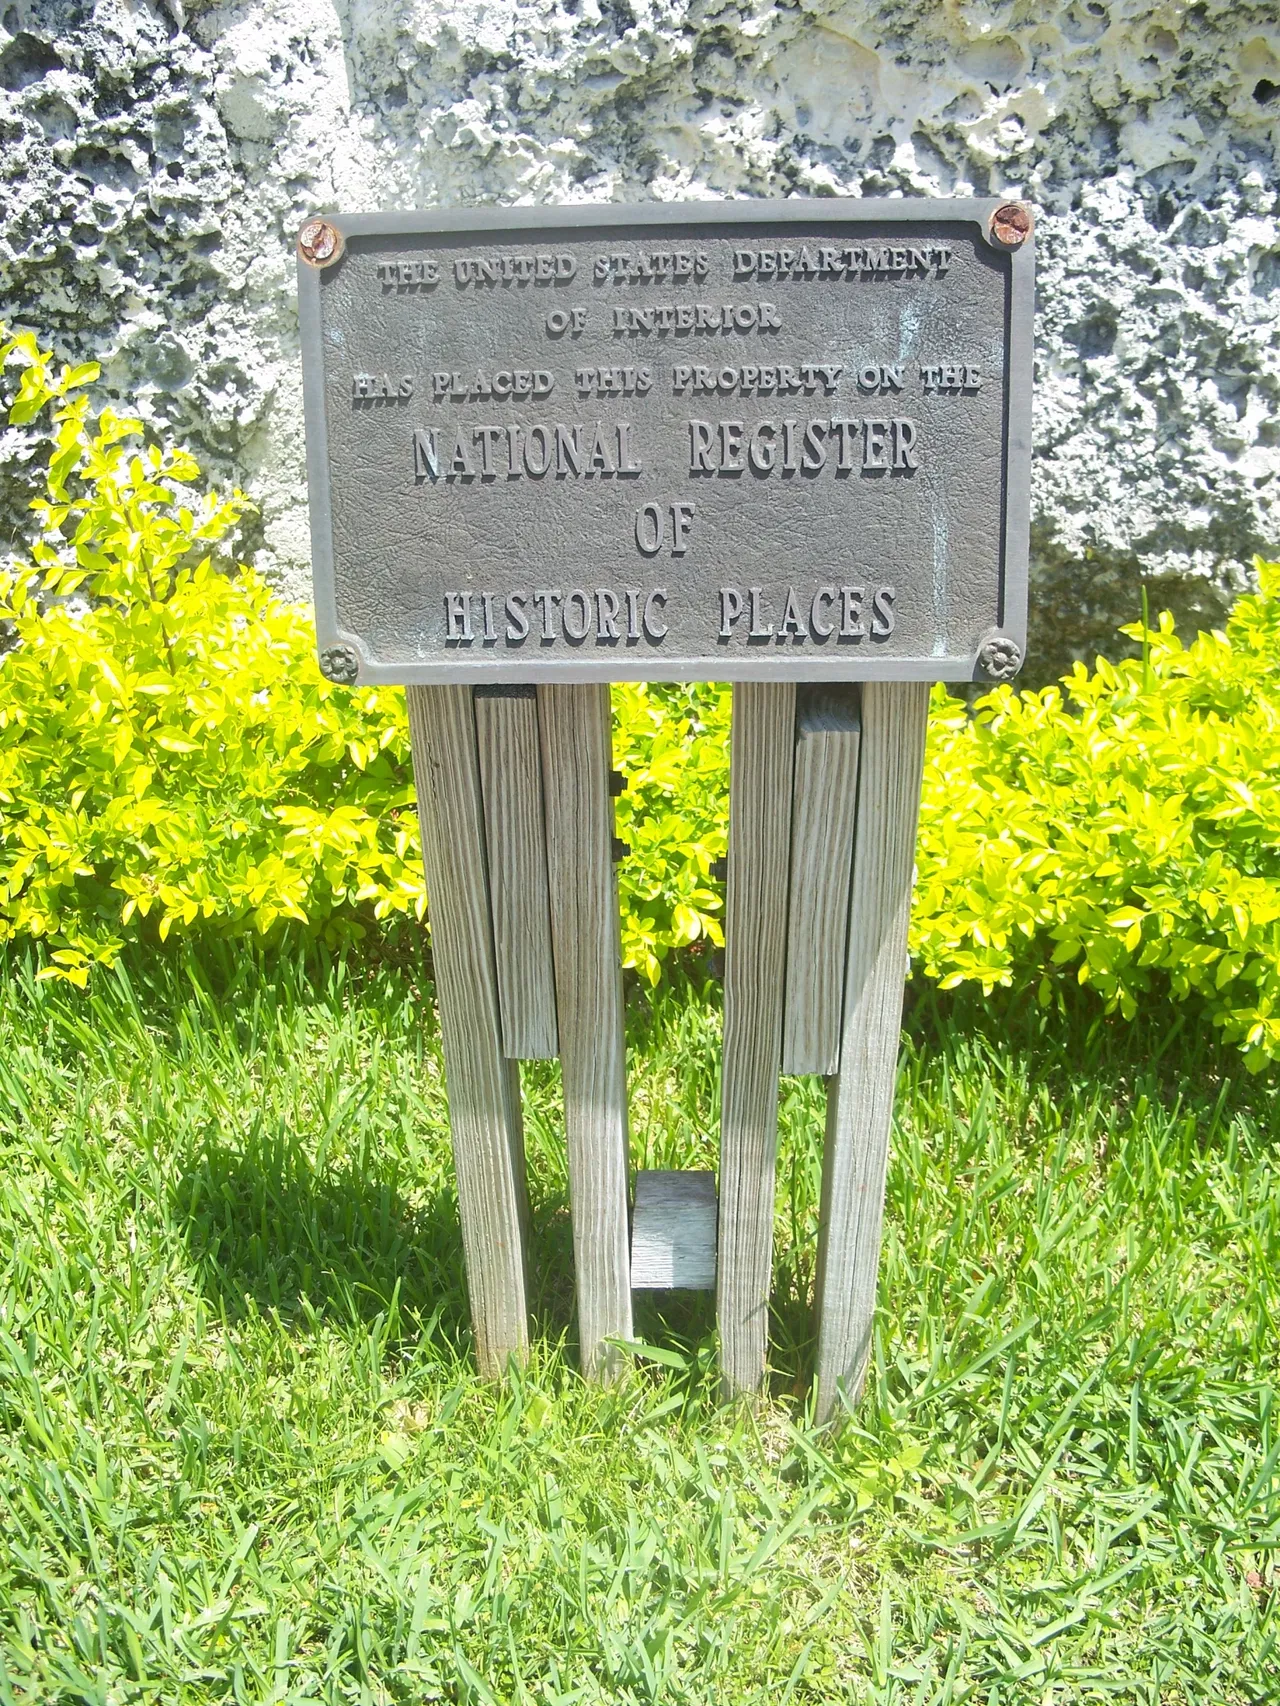 THE UNITED STATES DEPARTMENT
OF INTERIOR
HAS PLACED THIS PROPERTY ON THE
NATIONAL REGISTER
OF
HISTORIC PLACES